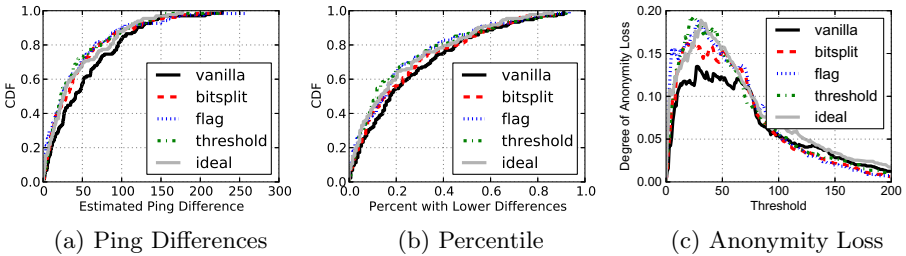 1.0
0.8
0.6
0.4
0.2
0.0
CDF
vanilla
bitsplit
flag
threshold
ideal
0 50 100 150 200 250 300
Estimated Ping Difference
(a) Ping Differences
1.0
0.8
0.6
0.4
0.2
0.0
CDF
vanilla
bitsplit
flag
threshold
ideal
0.0 0.2 0.4 0.6 0.8 1.0
Percent with Lower Differences
(b) Percentile
0.20
0.15
0.10
0.05
0.00
Degree of Anonymity Loss
vanilla
bitsplit
flag
threshold
ideal
0 50 100 150 200
Threshold
(c) Anonymity Loss